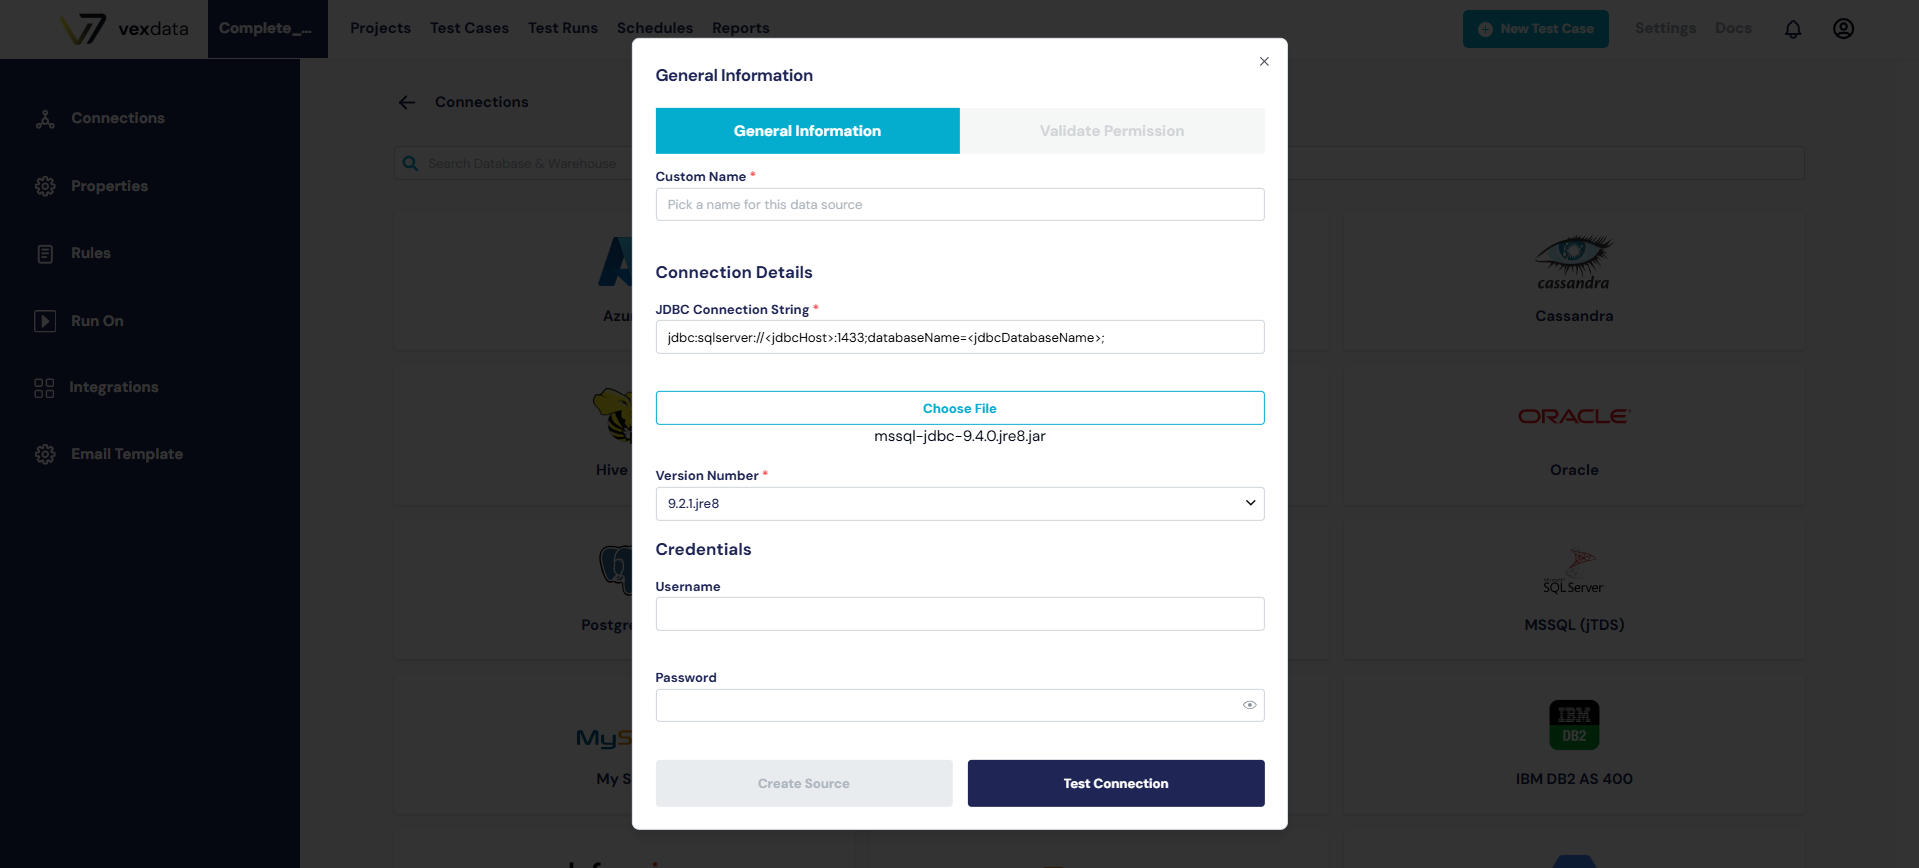 vexdata
Complete_...
Projects
Test Cases
Test Runs
Schedules
Reports
New Test Case
Settings
Docs
Connections
Properties
Rules
Run On
Integrations
Email Template
Connections
Search Database & Warehouse
Hive
My S
cassandra
Cassandra
ORACLE
Oracle
SQL Server
MSSQL (jTDS)
IBM
DB2
IBM DB2 AS 400
General Information
General Information
Validate Permission
Custom Name *
Pick a name for this data source
Connection Details
JDBC Connection String *
jdbc:sqlserver://<jdbcHost>:1433;databaseName=<jdbcDatabaseName>;
Choose File
mssql-jdbc-9.4.0.jre8.jar
Version Number *
9.2.1.jre8
Credentials
Username
Password
Create Source
Test Connection